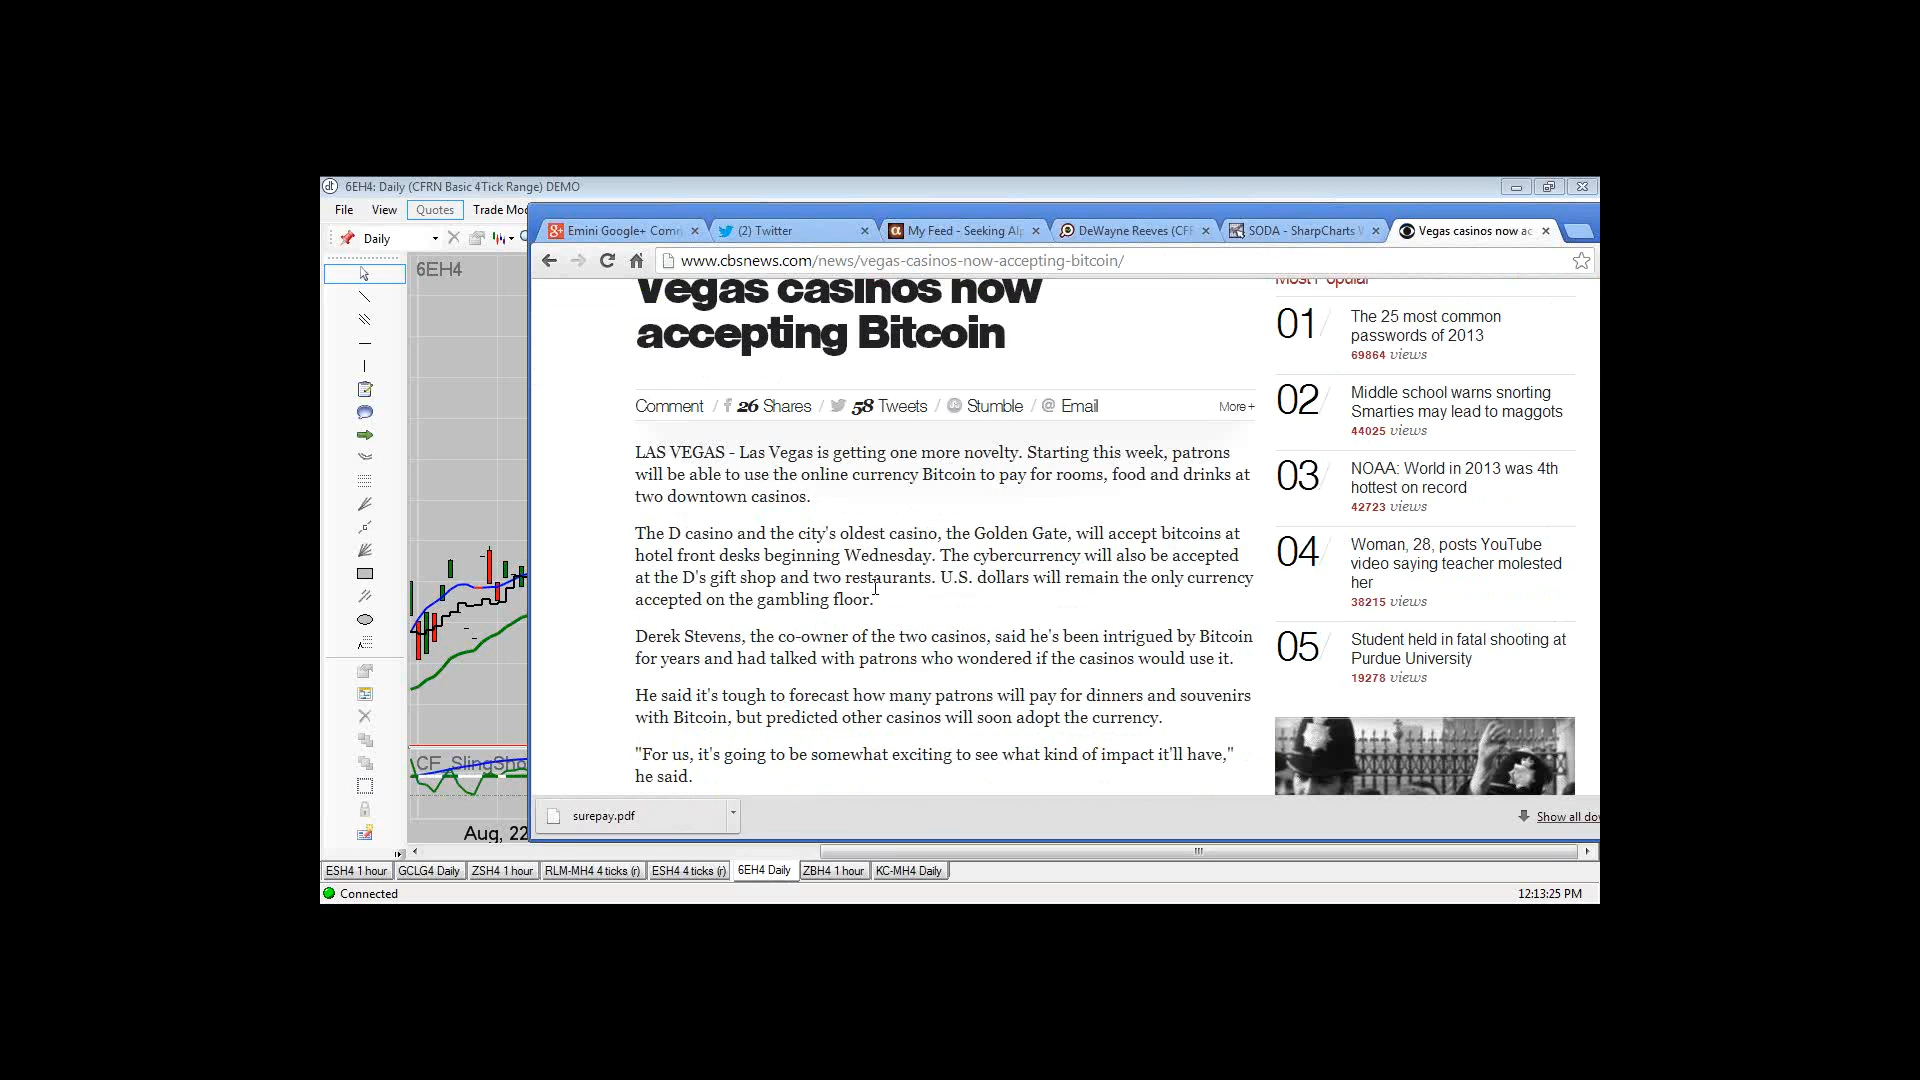 6EH4: Daily (CFRN Basic 4Tick Range) DEMO
File View Quotes Trade Mod
Daily
Emini Google+ Com
(2) Twitter
My Feed - Seeking Al
DeWayne Reeves (CFF
SODA - SharpCharts W
Vegas casinos now ac
www.cbsnews.com/news/vegas-casinos-now-accepting-bitcoin/
6EH4
Vegas casinos now
accepting Bitcoin
Comment / 26 Shares / 58 Tweets / Stumble / @ Email More +
LAS VEGAS - Las Vegas is getting one more novelty. Starting this week, patrons
will be able to use the online currency Bitcoin to pay for rooms, food and drinks at
two downtown casinos.
The D casino and the city's oldest casino, the Golden Gate, will accept bitcoins at
hotel front desks beginning Wednesday. The cybercurrency will also be accepted
at the D's gift shop and two restaurants. U.S. dollars will remain the only currency
accepted on the gambling floor.
Derek Stevens, the co-owner of the two casinos, said he's been intrigued by Bitcoin
for years and had talked with patrons who wondered if the casinos would use it.
He said it's tough to forecast how many patrons will pay for dinners and souvenirs
with Bitcoin, but predicted other casinos will soon adopt the currency.
"For us, it's going to be somewhat exciting to see what kind of impact it'll have,"
he said.
Most Popular
01/ The 25 most common
passwords of 2013
69864 views
02/ Middle school warns snorting
Smarties may lead to maggots
44025 views
03/ NOAA: World in 2013 was 4th
hottest on record
42723 views
04/ Woman, 28, posts YouTube
video saying teacher molested
her
38215 views
05/ Student held in fatal shooting at
Purdue University
19278 views
CF_SlingSho
surepay.pdf
Show all do
Aug, 22
ESH4 1 hour GCLG4 Daily ZSH4 1 hour RLM-MH4 4 ticks (r) ESH4 4 ticks (r) 6EH4 Daily ZBH4 1 hour KC-MH4 Daily
Connected
12:13:25 PM